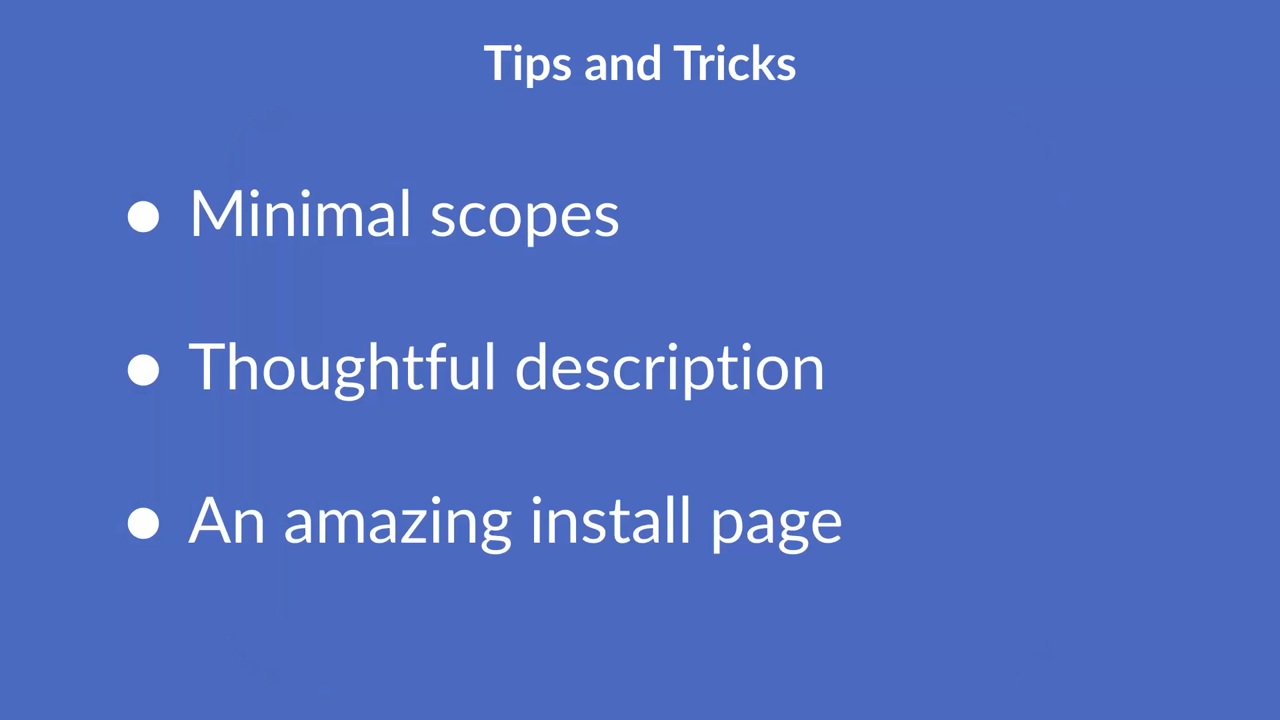 Tips and Tricks
● Minimal scopes
● Thoughtful description
● An amazing install page